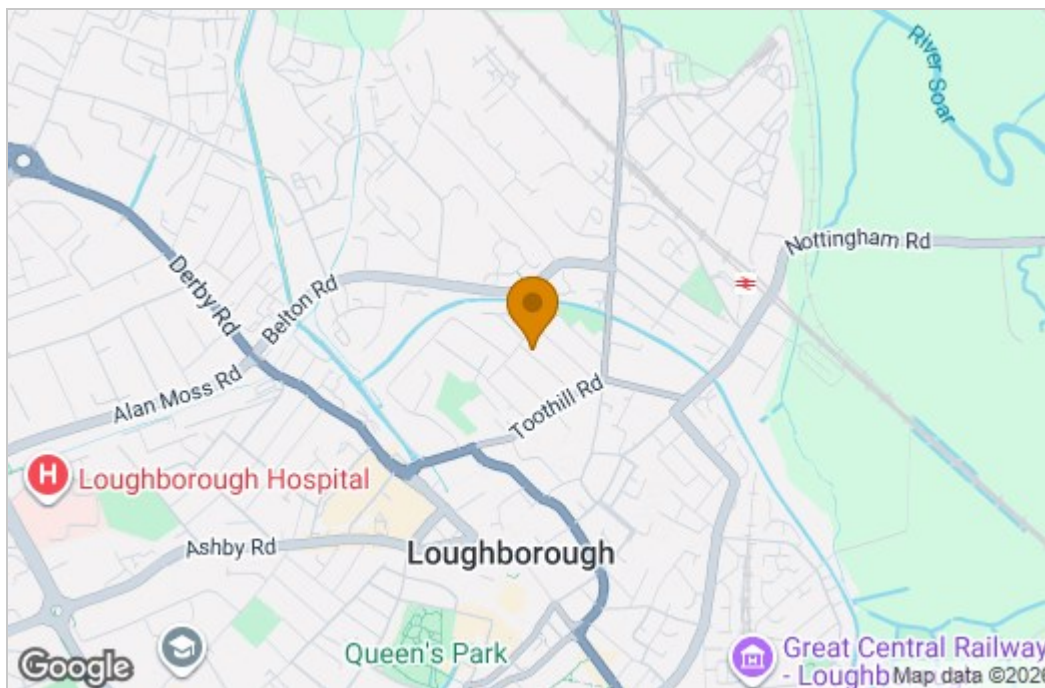 River Soar
Nottingham Rd
Derby Rd
Belton Rd
Alan Moss Rd
Toothill Rd
H
Loughborough Hospital
Ashby Rd
Loughborough
Queen's Park
Great Central Railway
- Loughb
Google
Map data ©2026